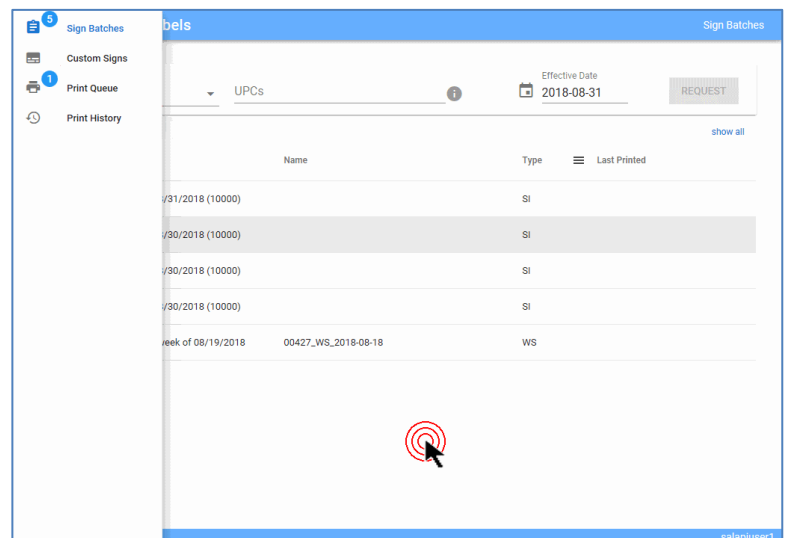 5
Sign Batches
bels
Sign Batches
Custom Signs
1
Print Queue
Print History
UPCs
Effective Date
2018-08-31
REQUEST
show all
Name
Type
Last Printed
/31/2018 (10000)
SI
/30/2018 (10000)
SI
/30/2018 (10000)
SI
/30/2018 (10000)
SI
week of 08/19/2018
00427_WS_2018-08-18
WS
salapiuser1